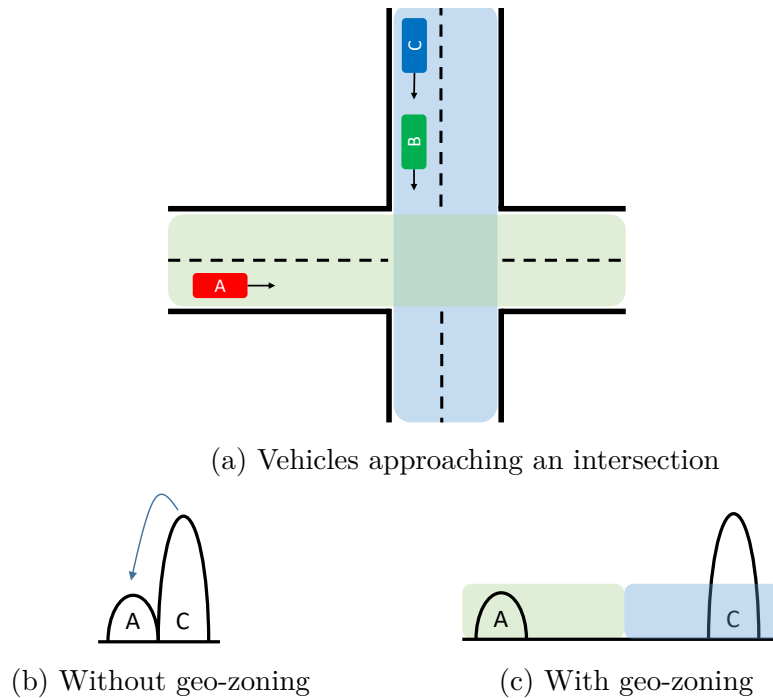 C
B
A
(a) Vehicles approaching an intersection
A C
A C
(b) Without geo-zoning
(c) With geo-zoning